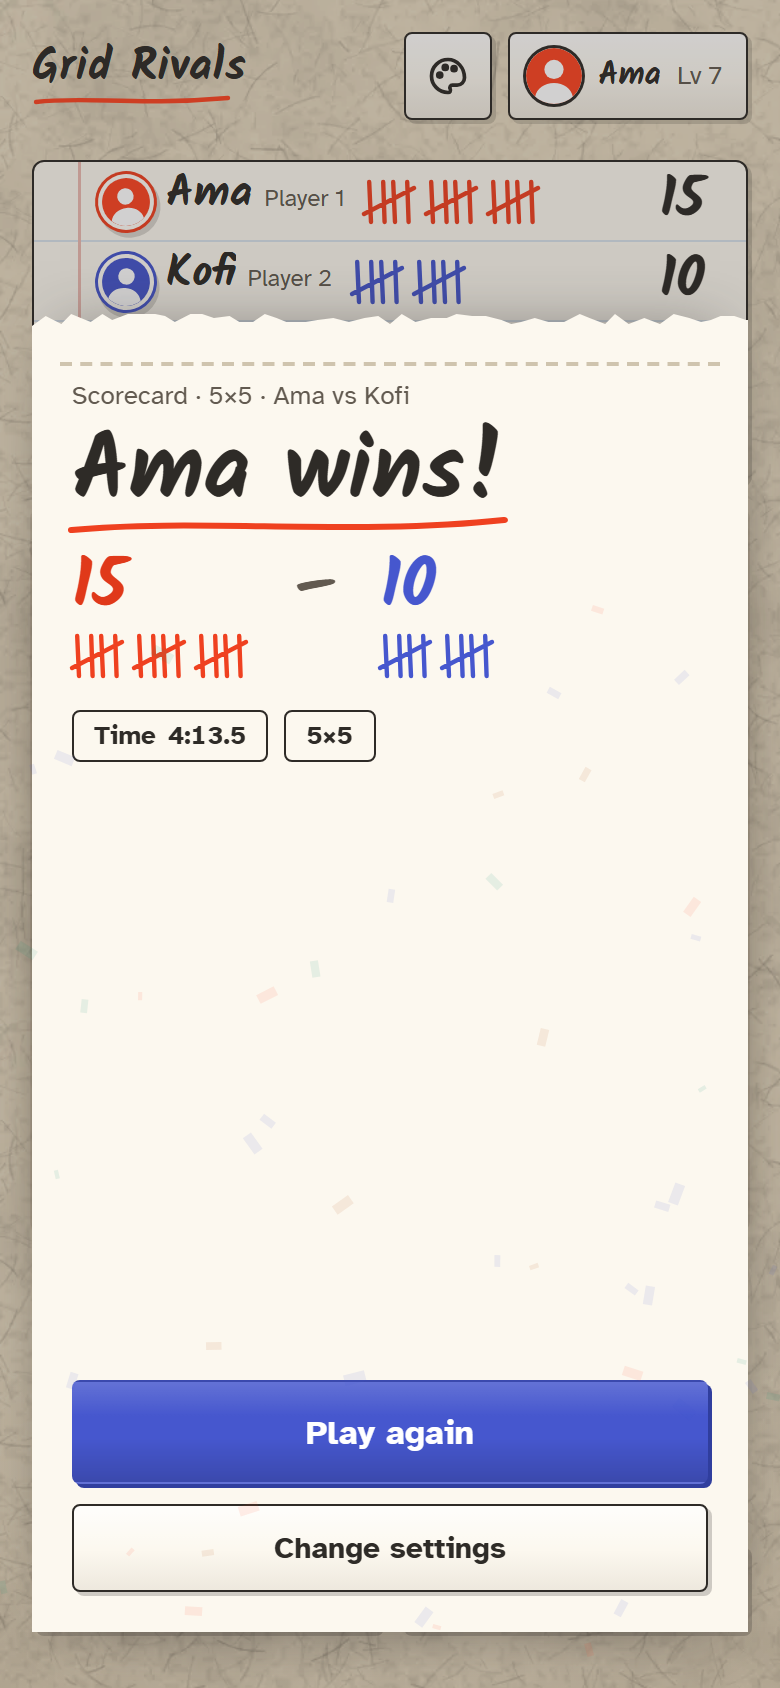 Grid Rivals
Ama Lv 7
Ama Player 1 15
Kofi Player 2 10
Scorecard · 5×5 · Ama vs Kofi
Ama wins!
15 – 10
Time 4:13.5 5×5
Play again
Change settings